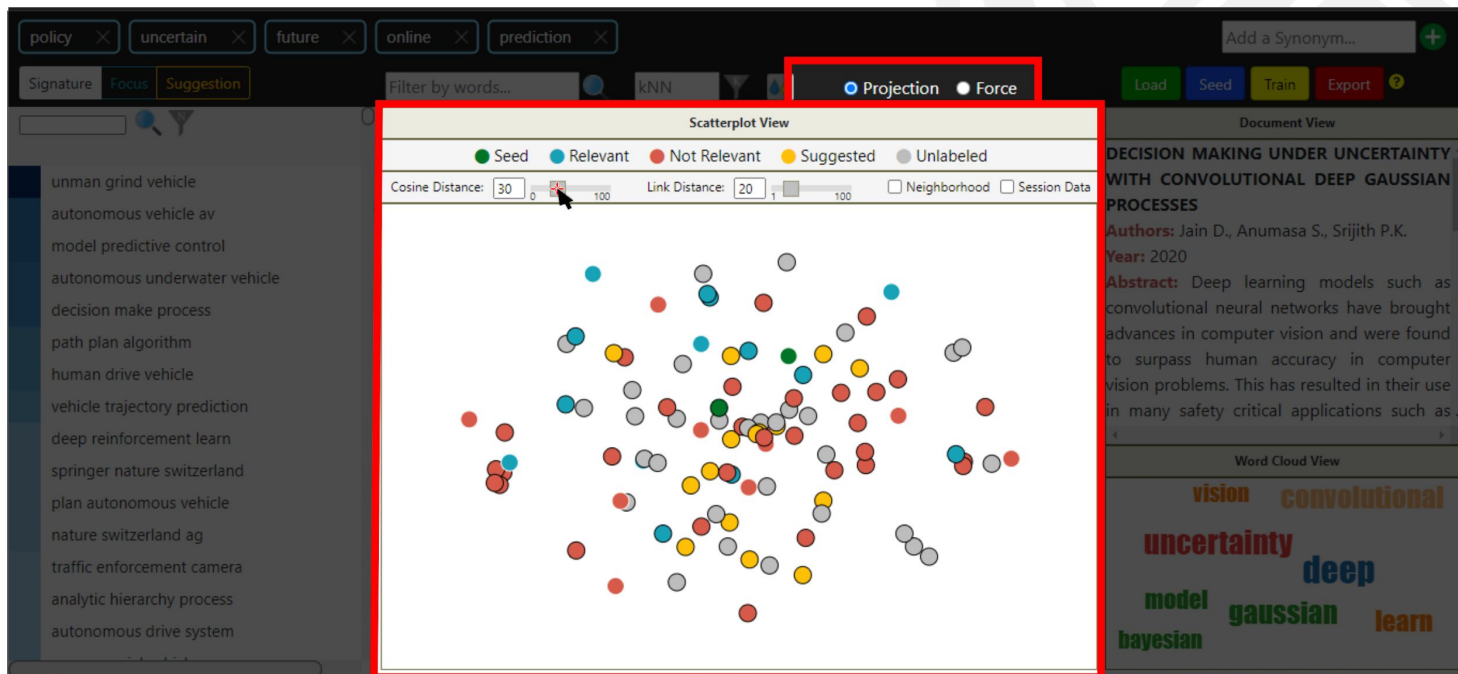 policy × uncertain × future × online × prediction ×
Add a Synonym...
Signature Focus Suggestion
Filter by words...
kNN
Projection Force
Load Seed Train Export ?
Scatterplot View
Seed Relevant Not Relevant Suggested Unlabeled
Cosine Distance: 30 0 100 Link Distance: 20 1 100 Neighborhood Session Data
unman grind vehicle
autonomous vehicle av
model predictive control
autonomous underwater vehicle
decision make process
path plan algorithm
human drive vehicle
vehicle trajectory prediction
deep reinforcement learn
springer nature switzerland
plan autonomous vehicle
nature switzerland ag
traffic enforcement camera
analytic hierarchy process
autonomous drive system
Document View
DECISION MAKING UNDER UNCERTAINTY
WITH CONVOLUTIONAL DEEP GAUSSIAN
PROCESSES
Authors: Jain D., Anumasa S., Srijith P.K.
Year: 2020
Abstract: Deep learning models such as
convolutional neural networks have brought
advances in computer vision and were found
to surpass human accuracy in computer
vision problems. This has resulted in their use
in many safety critical applications such as
Word Cloud View
vision convolutional
uncertainty
deep
model
gaussian
learn
bayesian